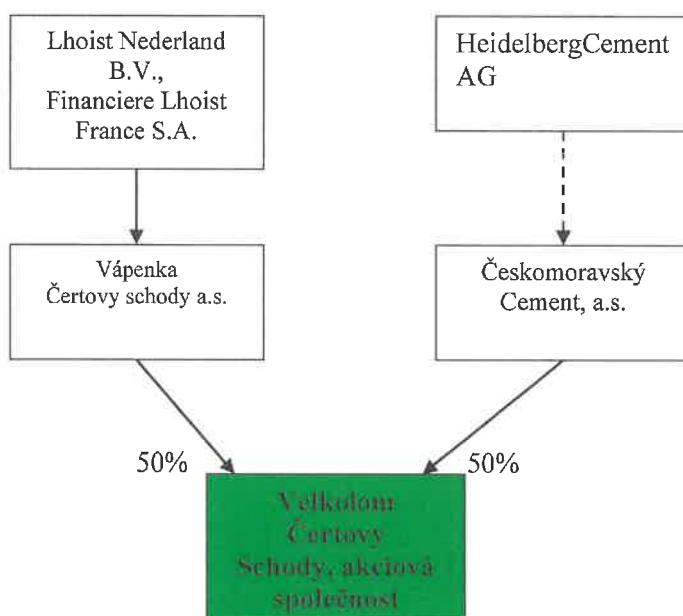 Lhoist Nederland
B.V.,
Financiere Lhoist
France S.A.
HeidelbergCement
AG
Vápenka
Čertovy schody a.s.
Českomoravský
Cement, a.s.
50%
50%
Velkolom
Čertovy
Schody, akciová
společnost